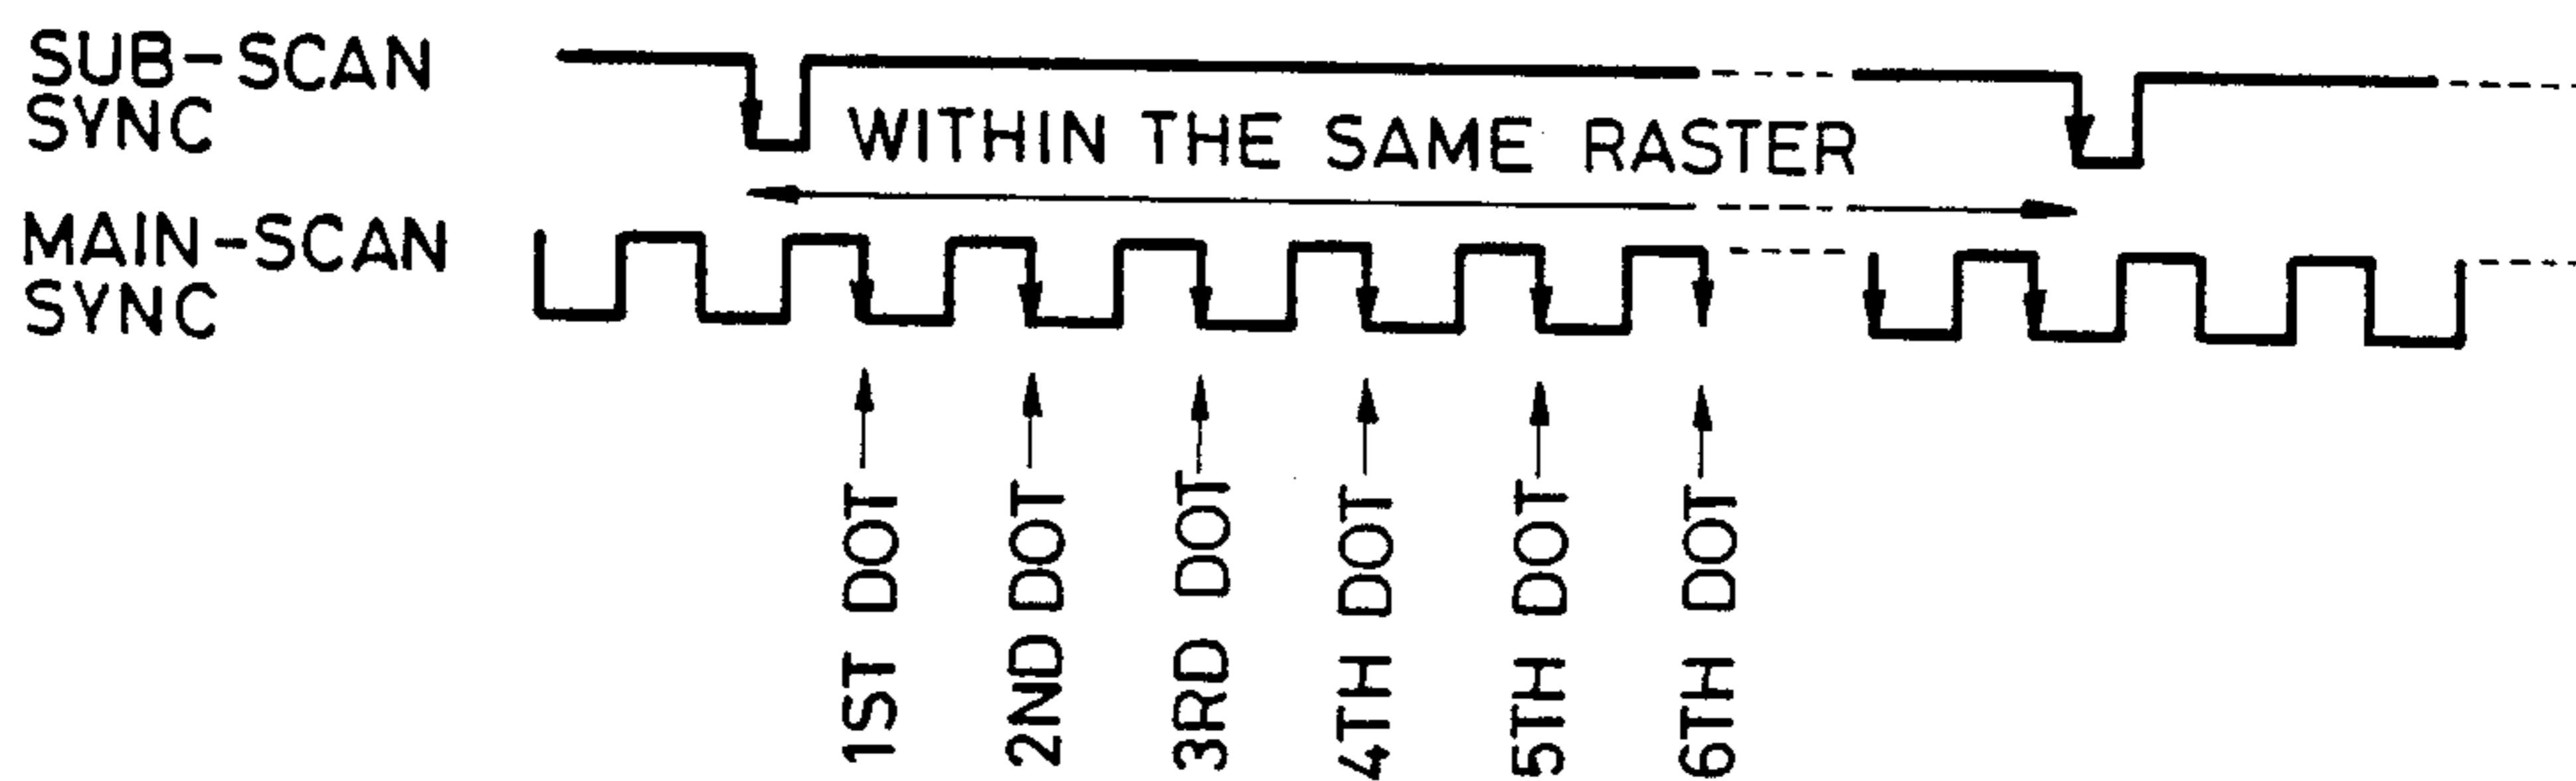 SUB-SCAN
SYNC
WITHIN THE SAME RASTER
MAIN-SCAN
SYNC
1ST DOT
2ND DOT
3RD DOT
4TH DOT
5TH DOT
6TH DOT